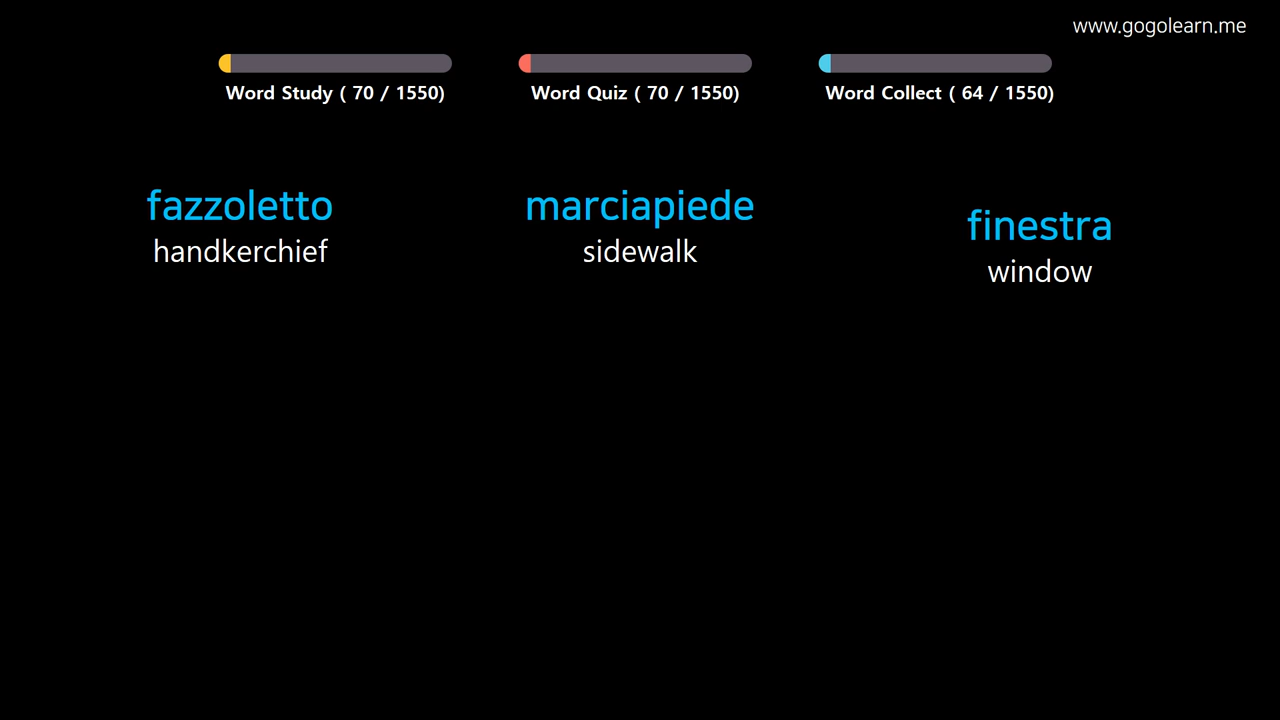 www.gogolearn.me
Word Study ( 70 / 1550)
Word Quiz ( 70 / 1550)
Word Collect ( 64 / 1550)
fazzoletto
handkerchief
marciapiede
sidewalk
finestra
window